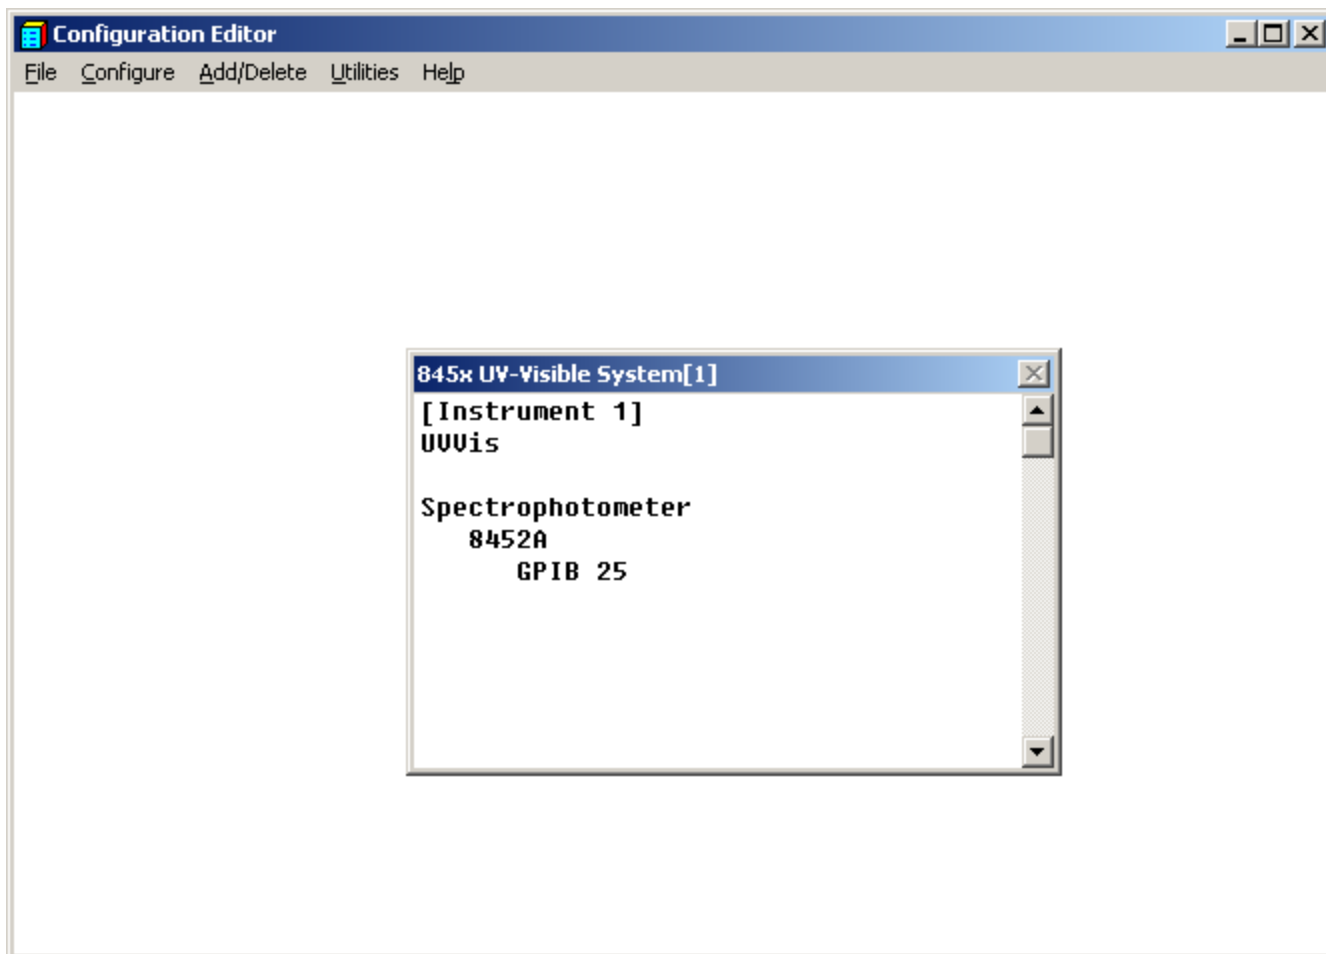 Configuration Editor
File Configure Add/Delete Utilities Help
845x UV-Visible System[1]
[Instrument 1]
UVVis
Spectrophotometer
8452A
GPIB 25